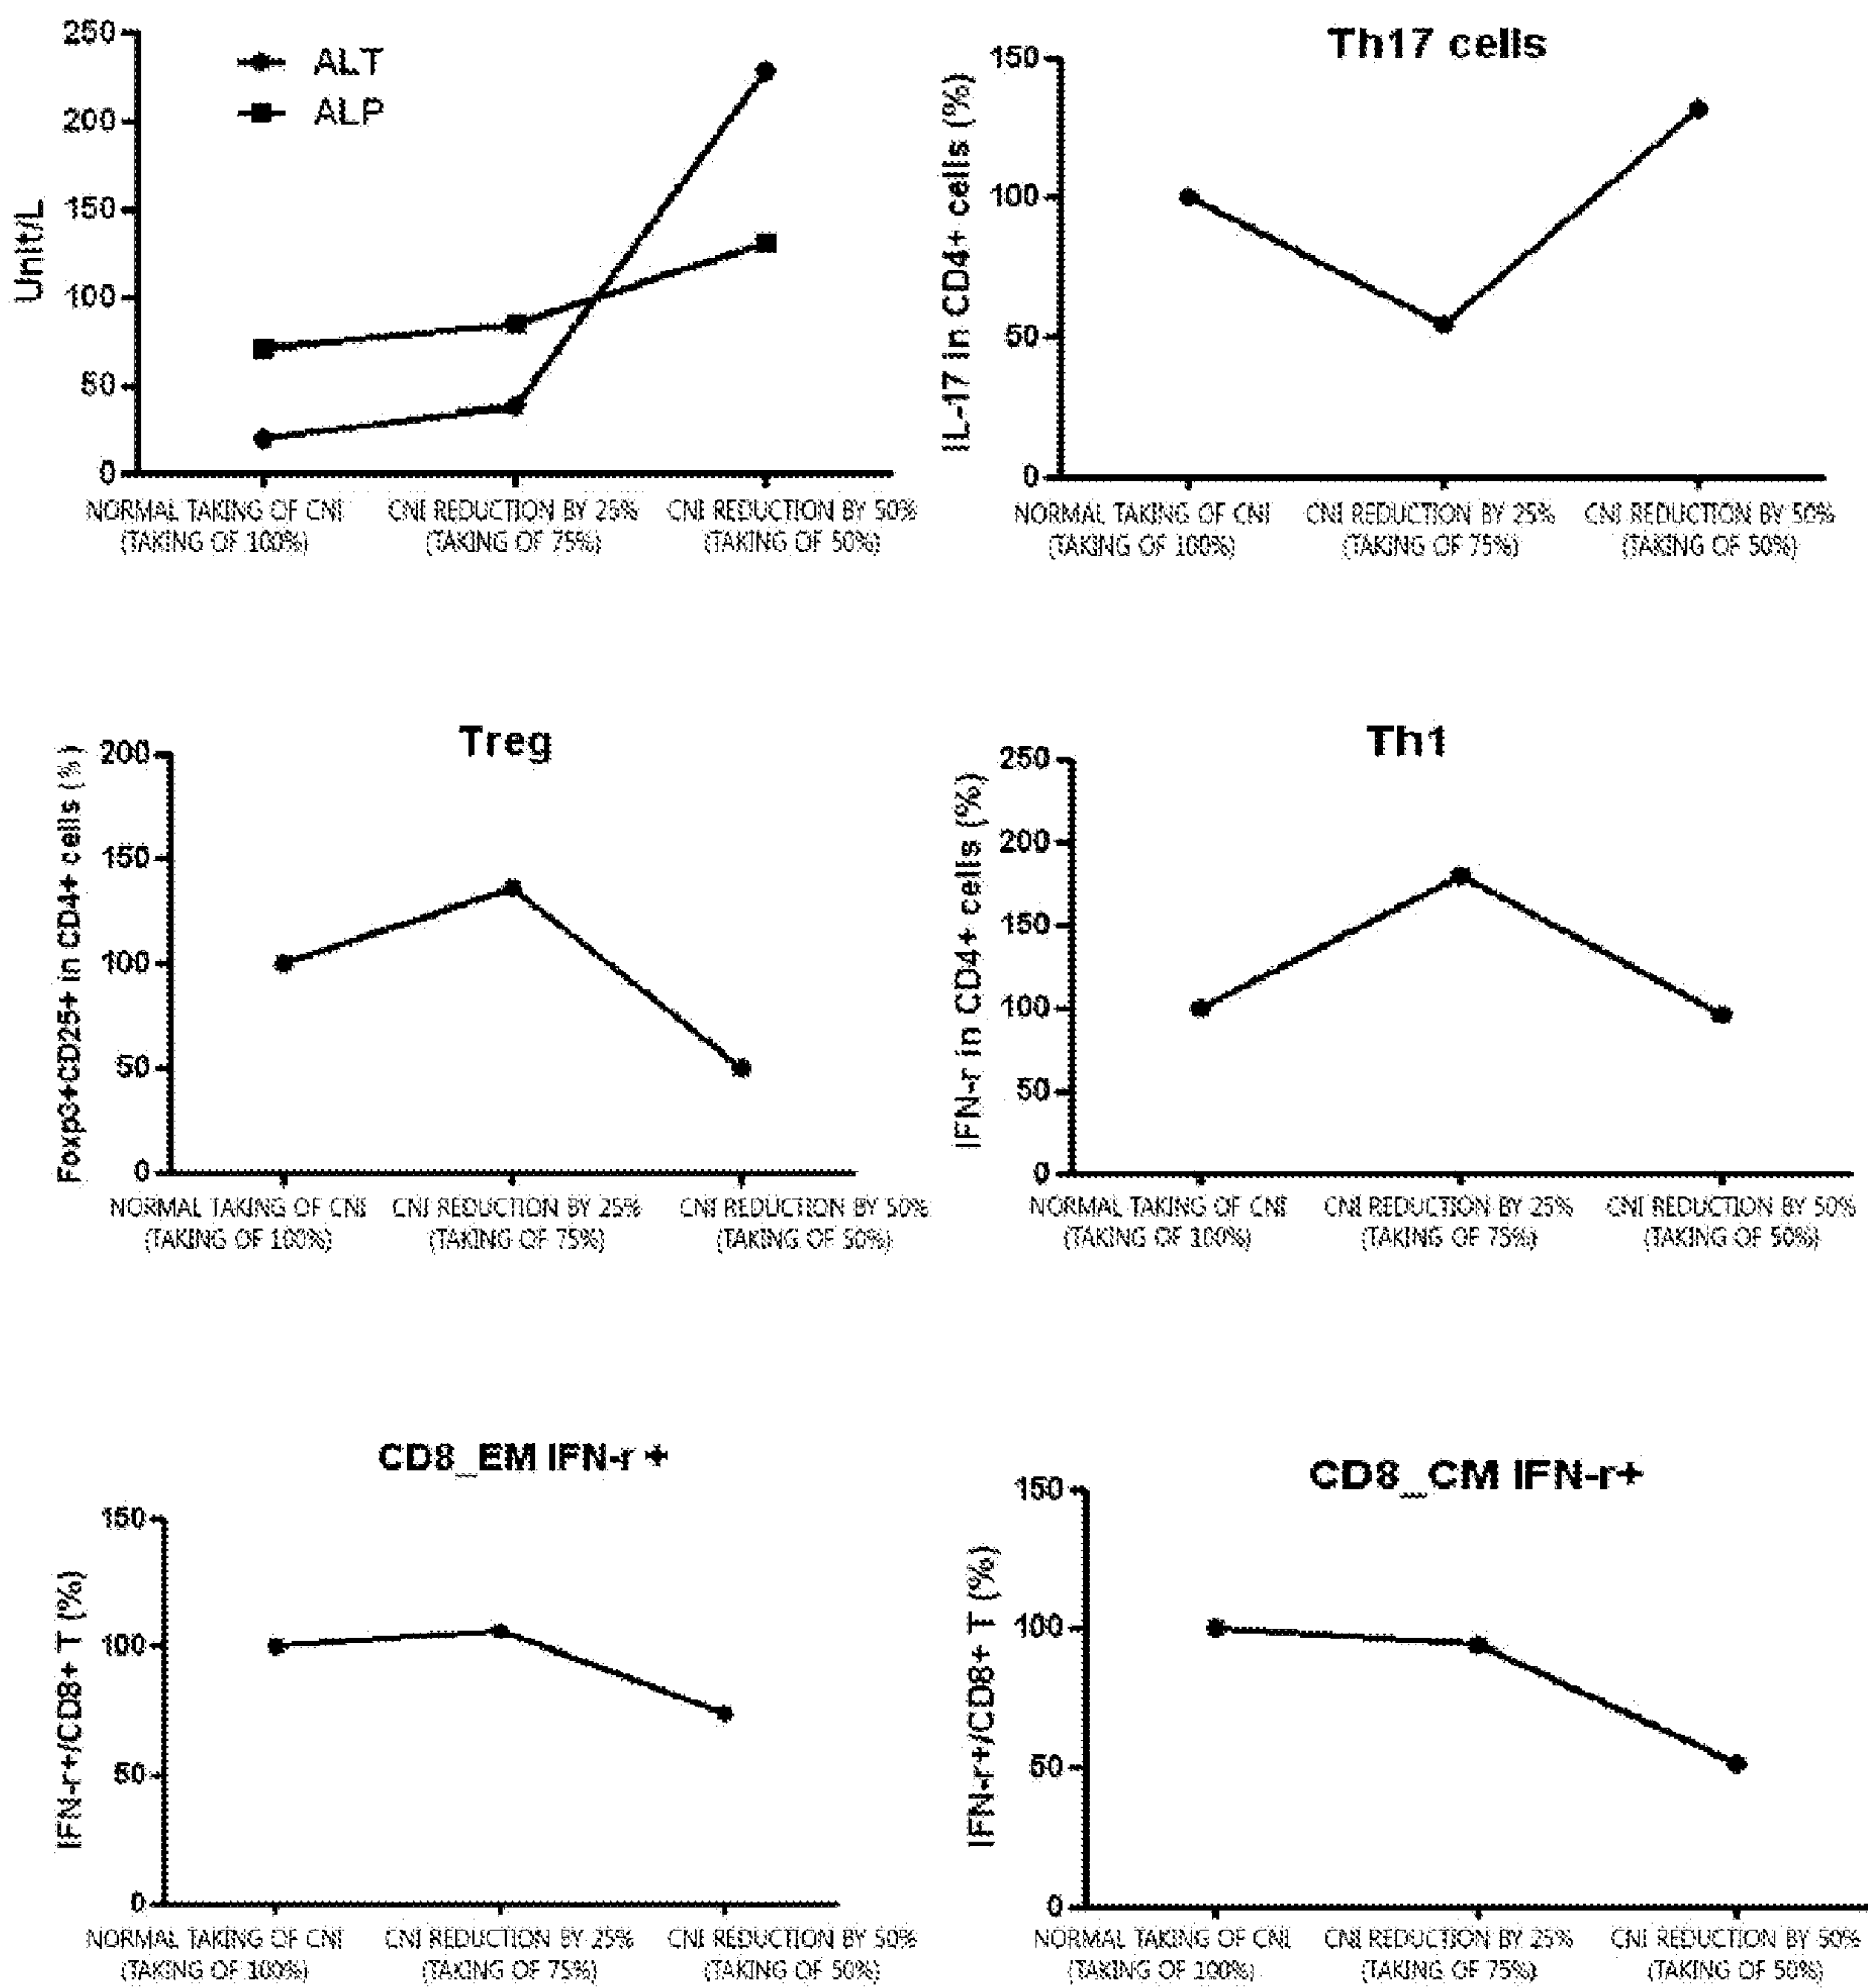 ALT
ALP
Unit/L
250
200
150
100
50
0
NORMAL TAKING OF CNI
(TAKING OF 100%)
CNI REDUCTION BY 25%
(TAKING OF 75%)
CNI REDUCTION BY 50%
(TAKING OF 50%)
Th17 cells
IL-17 in CD4+ cells (%)
150
100
50
0
NORMAL TAKING OF CNI
(TAKING OF 100%)
CNI REDUCTION BY 25%
(TAKING OF 75%)
CNI REDUCTION BY 50%
(TAKING OF 50%)
Treg
Foxp3+CD25+ in CD4+ cells (%)
200
150
100
50
0
NORMAL TAKING OF CNI
(TAKING OF 100%)
CNI REDUCTION BY 25%
(TAKING OF 75%)
CNI REDUCTION BY 50%
(TAKING OF 50%)
Th1
IFN-r in CD4+ cells (%)
250
200
150
100
50
0
NORMAL TAKING OF CNI
(TAKING OF 100%)
CNI REDUCTION BY 25%
(TAKING OF 75%)
CNI REDUCTION BY 50%
(TAKING OF 50%)
CD8_EM IFN-r +
IFN-r+/CD8+ T (%)
150
100
50
0
NORMAL TAKING OF CNI
(TAKING OF 100%)
CNI REDUCTION BY 25%
(TAKING OF 75%)
CNI REDUCTION BY 50%
(TAKING OF 50%)
CD8_CM IFN-r+
IFN-r+/CD8+ T (%)
150
100
50
0
NORMAL TAKING OF CNI
(TAKING OF 100%)
CNI REDUCTION BY 25%
(TAKING OF 75%)
CNI REDUCTION BY 50%
(TAKING OF 50%)